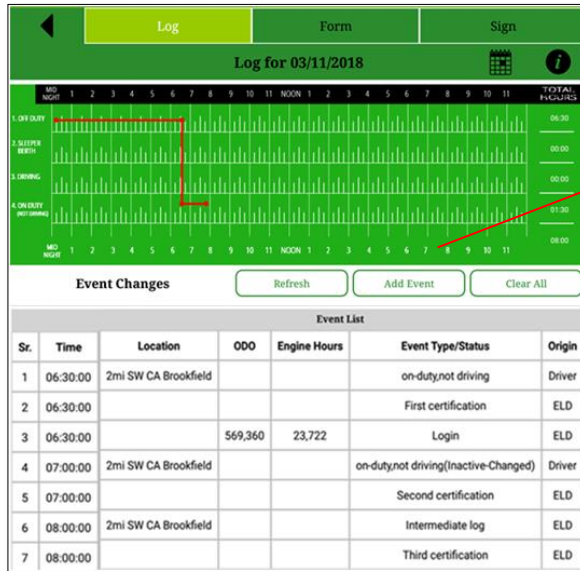 Log Form Sign
Log for 03/11/2018
MID NIGHT 1 2 3 4 5 6 7 8 9 10 11 NOON 1 2 3 4 5 6 7 8 9 10 11 TOTAL HOURS
1. OFF DUTY 06:30
2. SLEEPER BERTH 00:00
3. DRIVING 00:00
4. ON DUTY (NOT DRIVING) 01:30
MID NIGHT 1 2 3 4 5 6 7 8 9 10 11 NOON 1 2 3 4 5 6 7 8 9 10 11 08:00
Event Changes Refresh Add Event Clear All
Event List
Sr. Time Location ODO Engine Hours Event Type/Status Origin
1 06:30:00 2mi SW CA Brookfield on-duty,not driving Driver
2 06:30:00 First certification ELD
3 06:30:00 569,360 23,722 Login ELD
4 07:00:00 2mi SW CA Brookfield on-duty,not driving(Inactive-Changed) Driver
5 07:00:00 Second certification ELD
6 08:00:00 2mi SW CA Brookfield Intermediate log ELD
7 08:00:00 Third certification ELD